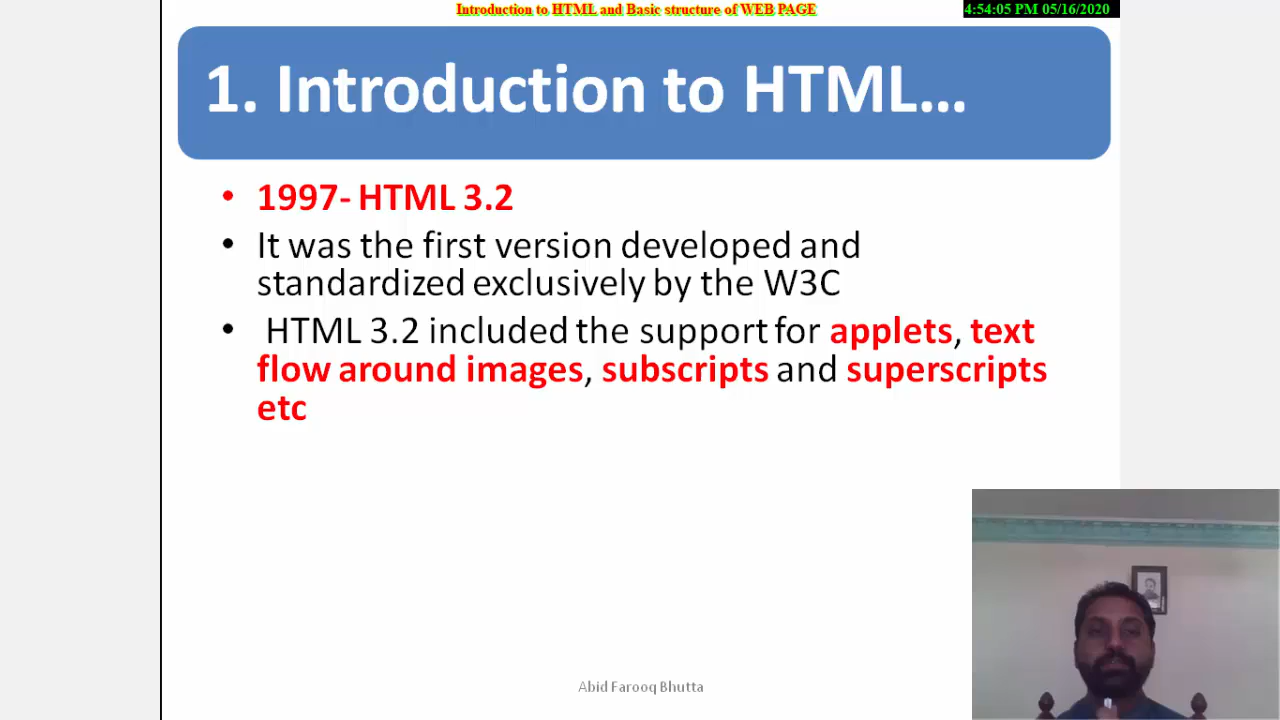 Introduction to HTML and Basic structure of WEB PAGE
4:54:05 PM 05/16/2020
1. Introduction to HTML...
• 1997- HTML 3.2
• It was the first version developed and
standardized exclusively by the W3C
• HTML 3.2 included the support for applets, text
flow around images, subscripts and superscripts
etc
Abid Farooq Bhutta